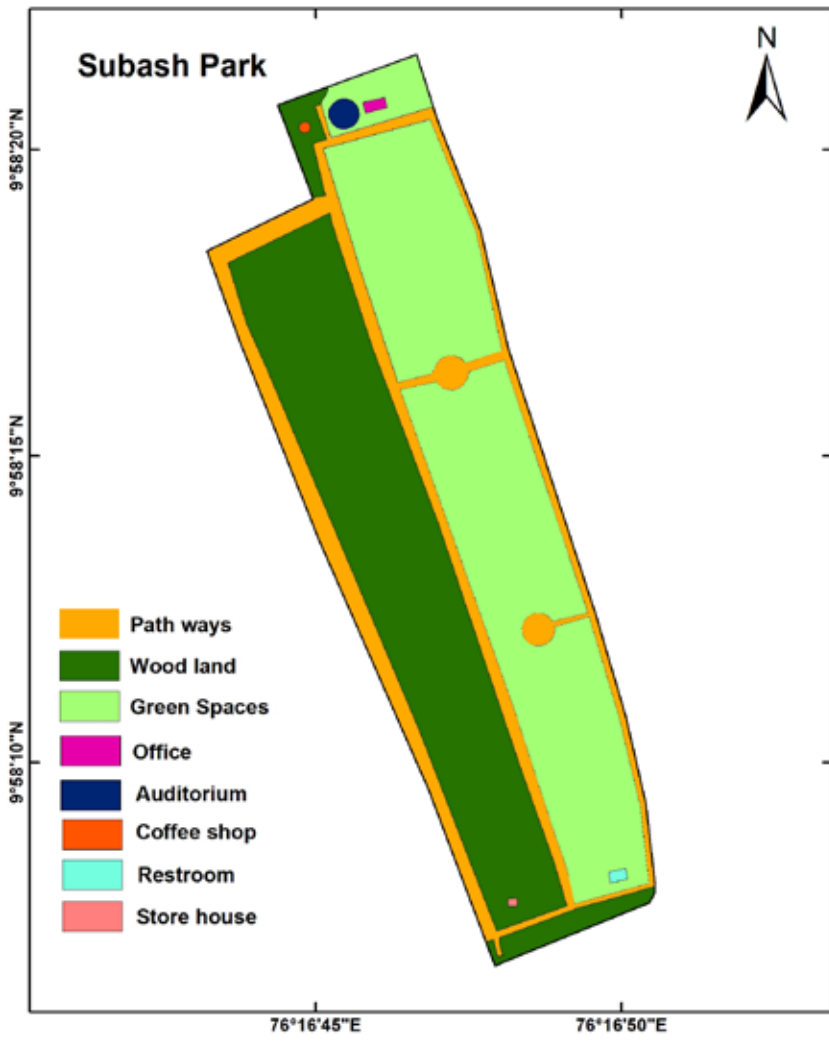 Subash Park
N
9°58'20"N
9°58'15"N
9°58'10"N
Path ways
Wood land
Green Spaces
Office
Auditorium
Coffee shop
Restroom
Store house
76°16'45"E
76°16'50"E